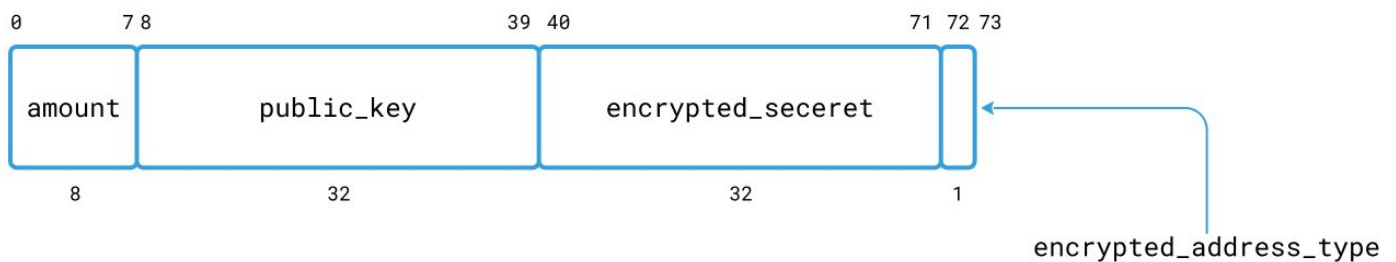 0 7 8 39 40 71 72 73
amount public_key encrypted_seceret
8 32 32 1
encrypted_address_type